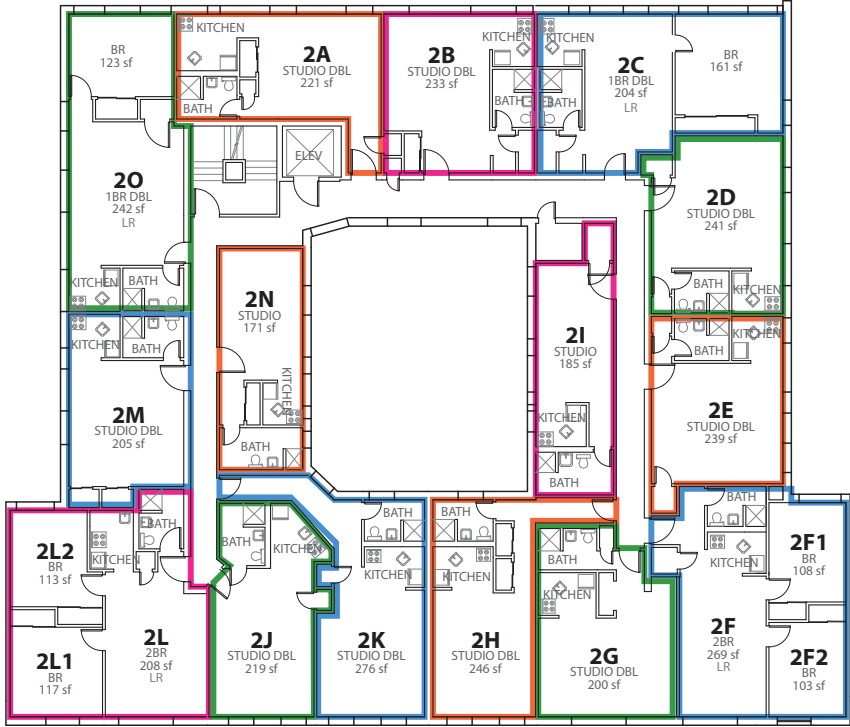 BR
123 sf
KITCHEN
2A
STUDIO DBL
221 sf
BATH
2B
STUDIO DBL
233 sf
KITCHEN
BATH
KITCHEN
2C
1BR DBL
204 sf
LR
BATH
BR
161 sf
ELEV
2O
1BR DBL
242 sf
LR
KITCHEN
BATH
2D
STUDIO DBL
241 sf
BATH
KITCHEN
2N
STUDIO
171 sf
KITCHEN
BATH
2I
STUDIO
185 sf
KITCHEN
BATH
KITCHEN
BATH
2M
STUDIO DBL
205 sf
BATH
KITCHEN
2E
STUDIO DBL
239 sf
2L2
BR
113 sf
KITCHEN
BATH
2L1
BR
117 sf
2L
2BR
208 sf
LR
BATH
KITCHEN
2J
STUDIO DBL
219 sf
BATH
KITCHEN
2K
STUDIO DBL
276 sf
BATH
KITCHEN
2H
STUDIO DBL
246 sf
BATH
KITCHEN
2G
STUDIO DBL
200 sf
BATH
KITCHEN
2F
2BR
269 sf
LR
2F1
BR
108 sf
2F2
BR
103 sf